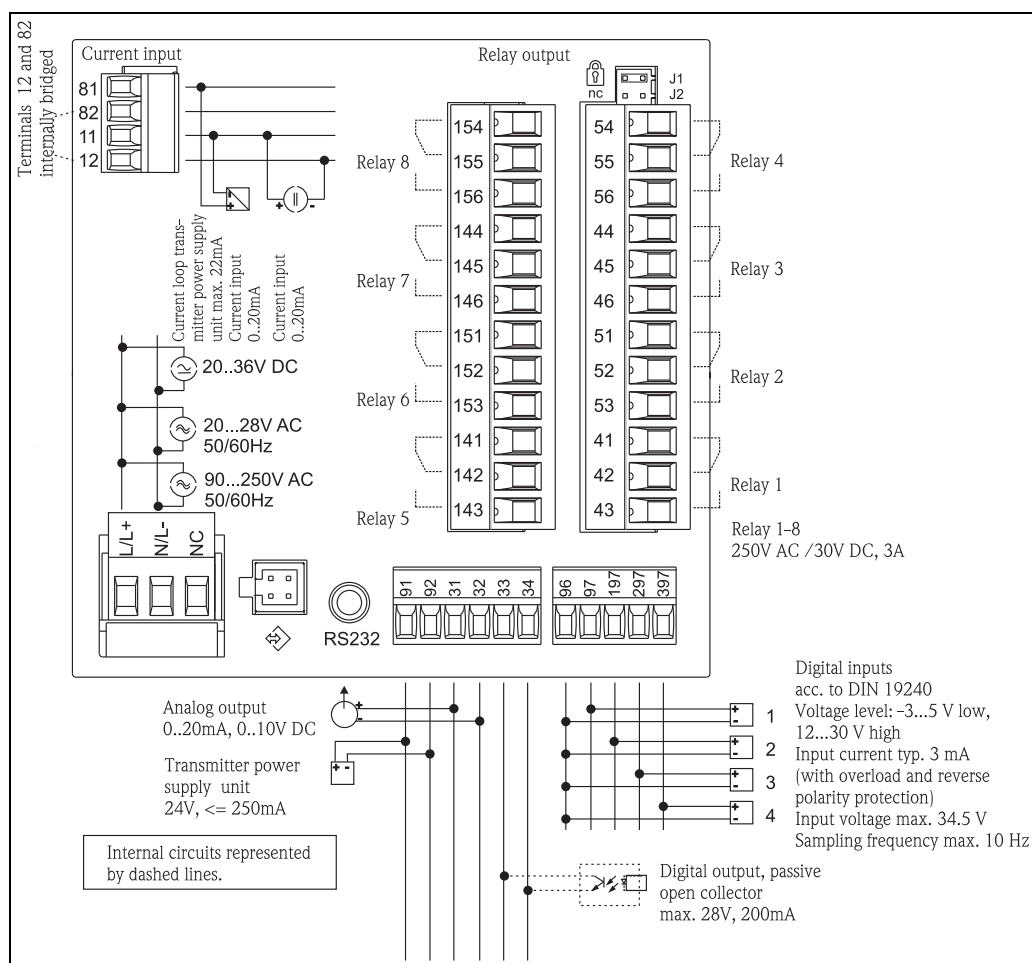 Terminals 12 and 82
internally bridged
Current input
81
82
11
12
- +
+ -
Current loop trans-
mitter power supply
unit max. 22mA
Current input
0..20mA
Current input
0..20mA
20..36V DC
20...28V AC
50/60Hz
90...250V AC
50/60Hz
L/L+
N/L-
NC
RS232
Relay output
nc
J1
J2
154
155
156
Relay 8
144
145
146
Relay 7
151
152
153
Relay 6
141
142
143
Relay 5
54
55
56
Relay 4
44
45
46
Relay 3
51
52
53
Relay 2
41
42
43
Relay 1
Relay 1-8
250V AC /30V DC, 3A
91 92 31 32 33 34
96 97 197 297 397
Analog output
0..20mA, 0..10V DC
+
-
Transmitter power
supply unit
24V, <= 250mA
+ -
Internal circuits represented
by dashed lines.
+
- 1
+
- 2
+
- 3
+
- 4
Digital inputs
acc. to DIN 19240
Voltage level: -3...5 V low,
12...30 V high
Input current typ. 3 mA
(with overload and reverse
polarity protection)
Input voltage max. 34.5 V
Sampling frequency max. 10 Hz
Digital output, passive
open collector
max. 28V, 200mA